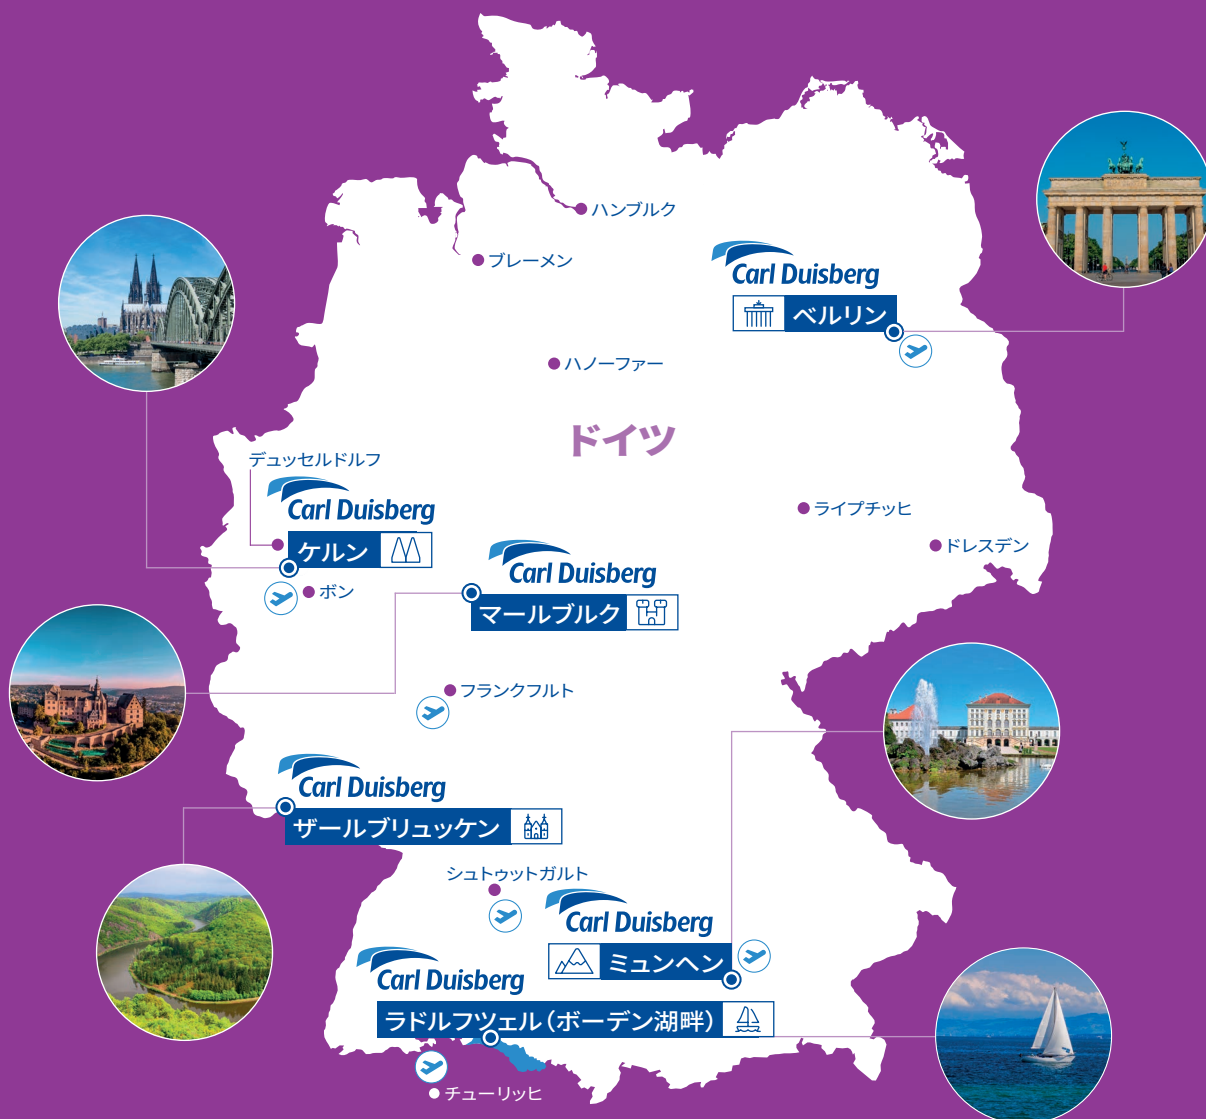 ハンブルク
ブレーメン
Carl Duisberg
ベルリン
ハノーファー
ドイツ
デュッセルドルフ
Carl Duisberg
ケルン
ボン
ライプチッヒ
ドレスデン
Carl Duisberg
マールブルク
フランクフルト
Carl Duisberg
ザールブリュッケン
シュトゥットガルト
Carl Duisberg
ミュンヘン
Carl Duisberg
ラドルフツェル（ボーデン湖畔）
チューリッヒ